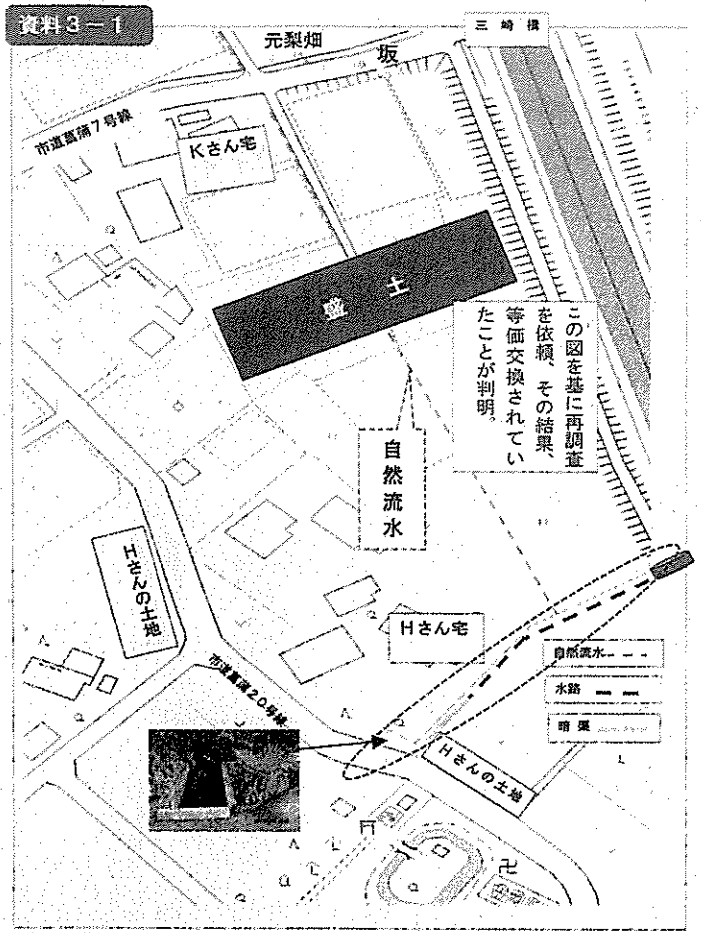 資料3-1
三崎橋
元梨畑
坂
市道菖蒲7号線
Kさん宅
盛土
この図を基に再調査
を依頼、その結果、
等価交換されてい
たことが判明。
自然流水
Hさんの土地
Hさん宅
自然流水
水路
暗渠
市道菖蒲20号線
Hさんの土地